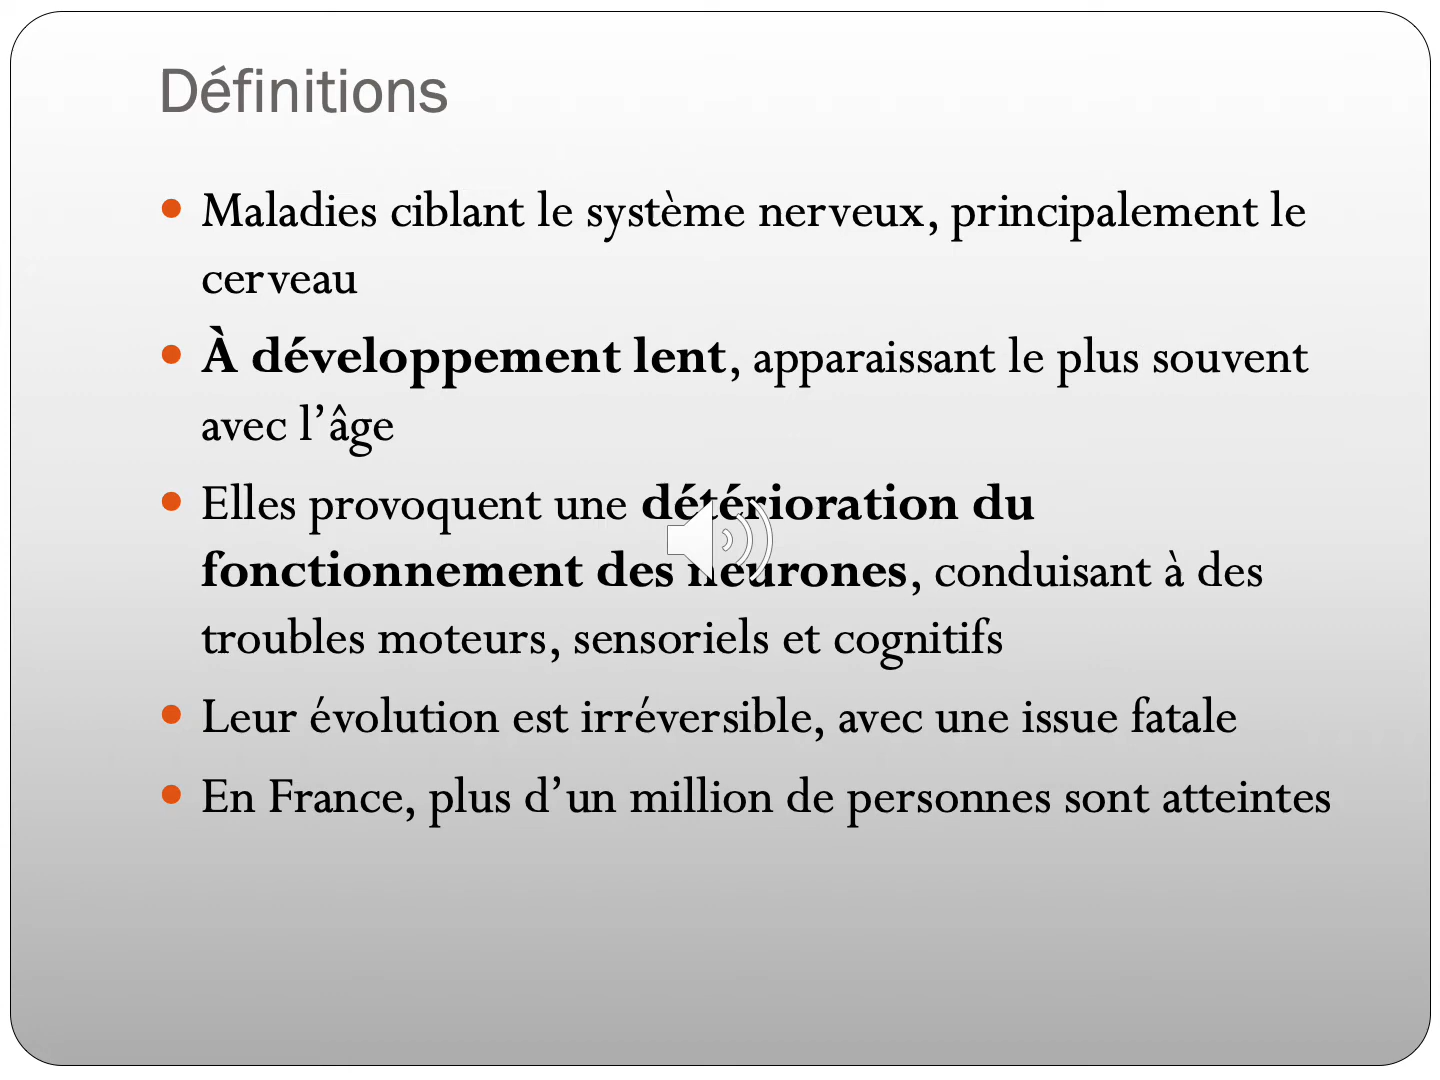 Définitions
• Maladies ciblant le système nerveux, principalement le
cerveau
• À développement lent, apparaissant le plus souvent
avec l’âge
• Elles provoquent une détérioration du
fonctionnement des neurones, conduisant à des
troubles moteurs, sensoriels et cognitifs
• Leur évolution est irréversible, avec une issue fatale
• En France, plus d’un million de personnes sont atteintes